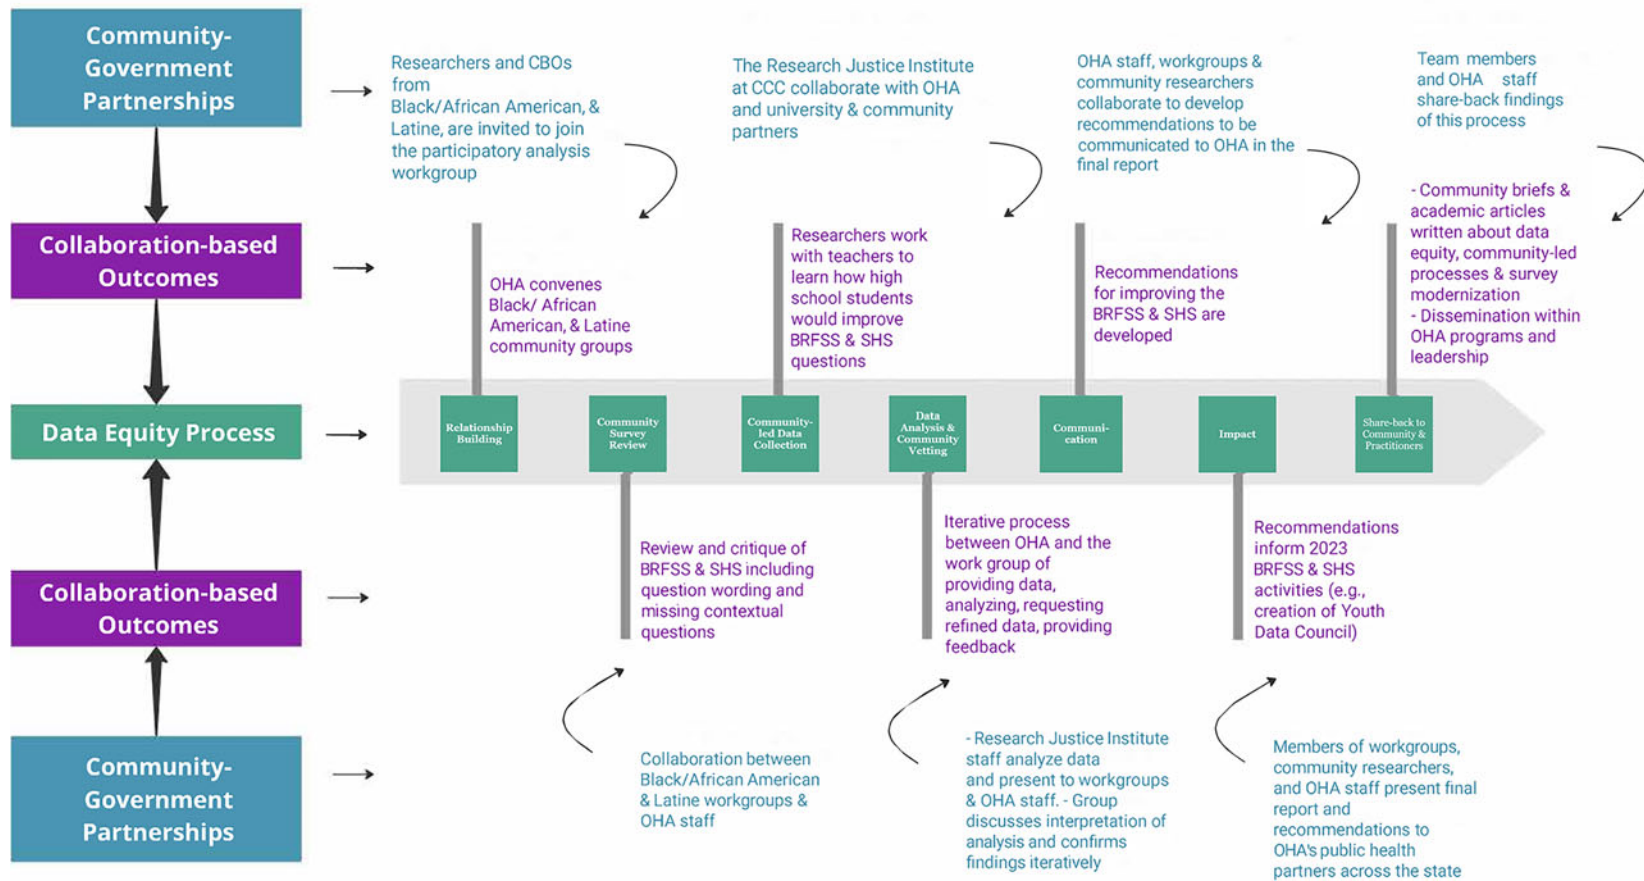 Community-
Government
Partnerships
Researchers and CBOs
from
Black/African American, &
Latine, are invited to join
the participatory analysis
workgroup
The Research Justice Institute
at CCC collaborate with OHA
and university & community
partners
OHA staff, workgroups &
community researchers
collaborate to develop
recommendations to be
communicated to OHA in the
final report
Team members
and OHA staff
share-back findings
of this process
Collaboration-based
Outcomes
OHA convenes
Black/ African
American, & Latine
community groups
Researchers work
with teachers to
learn how high
school students
would improve
BRFSS & SHS
questions
Recommendations
for improving the
BRFSS & SHS are
developed
- Community briefs &
academic articles
written about data
equity, community-led
processes & survey
modernization
- Dissemination within
OHA programs and
leadership
Data Equity Process
Relationship
Building
Community
Survey
Review
Community-
led Data
Collection
Data
Analysis &
Community
Vetting
Communi-
cation
Impact
Share-back to
Community &
Practitioners
Collaboration-based
Outcomes
Review and critique of
BRFSS & SHS including
question wording and
missing contextual
questions
Iterative process
between OHA and the
work group of
providing data,
analyzing, requesting
refined data, providing
feedback
Recommendations
inform 2023
BRFSS & SHS
activities (e.g.,
creation of Youth
Data Council)
Community-
Government
Partnerships
Collaboration between
Black/African American
& Latine workgroups &
OHA staff
- Research Justice Institute
staff analyze data
and present to workgroups
& OHA staff. - Group
discusses interpretation of
analysis and confirms
findings iteratively
Members of workgroups,
community researchers,
and OHA staff present final
report and
recommendations to
OHA's public health
partners across the state